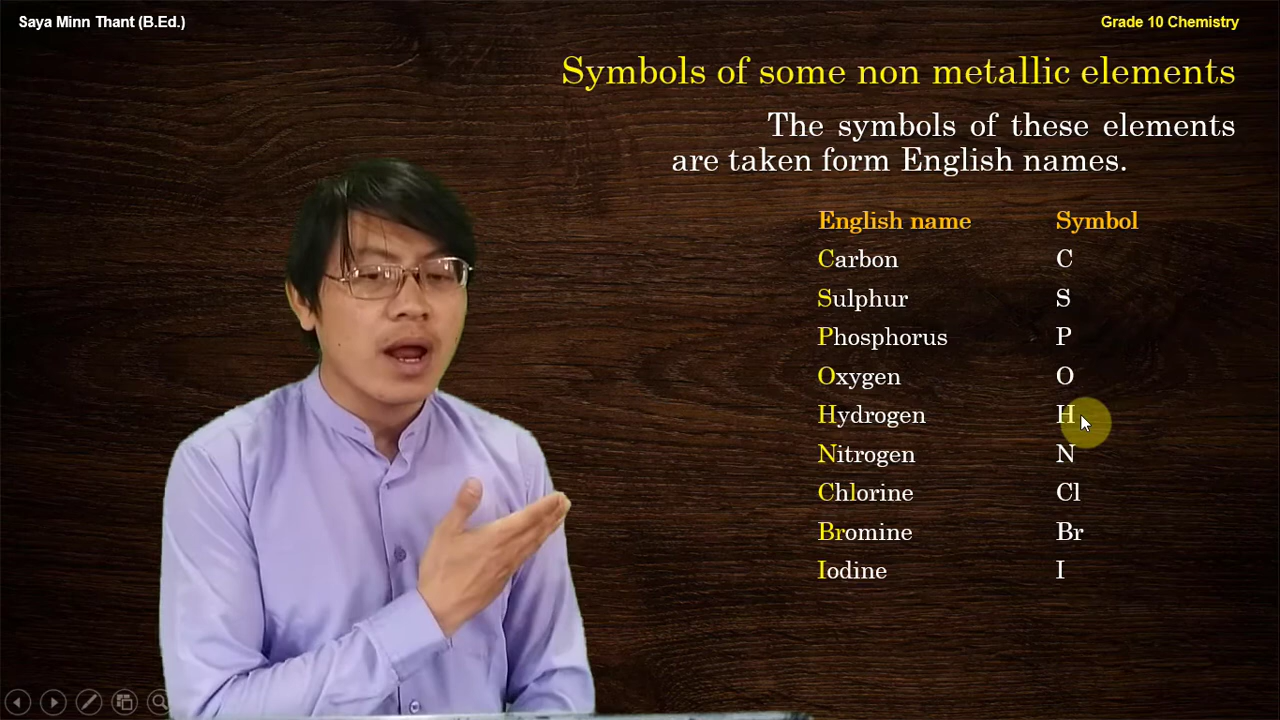 Saya Minn Thant (B.Ed.)
Grade 10 Chemistry
Symbols of some non metallic elements
The symbols of these elements
are taken form English names.
English name Symbol
Carbon C
Sulphur S
Phosphorus P
Oxygen O
Hydrogen H
Nitrogen N
Chlorine Cl
Bromine Br
Iodine I